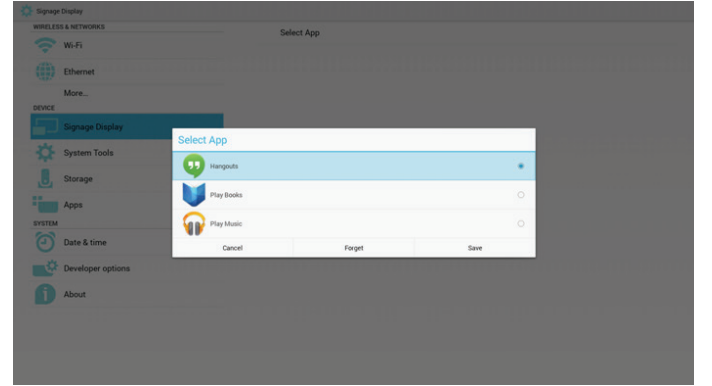 Signage Display
WIRELESS & NETWORKS
Select App
Wi-Fi
Ethernet
More...
DEVICE
Signage Display
System Tools
Storage
Apps
SYSTEM
Date & time
Developer options
About
Select App
Hangouts
Play Books
Play Music
Cancel Forget Save